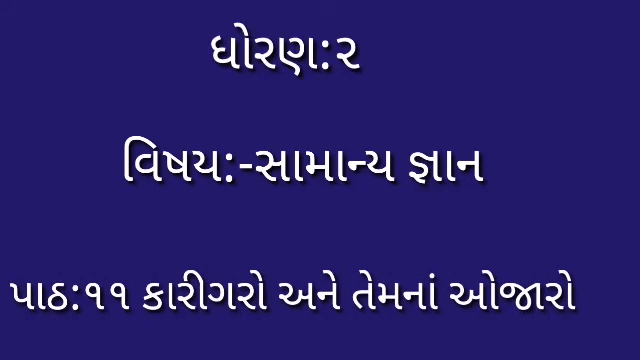 ધોરણ:૨
વિષય:-સામાન્ય જ્ઞાન
પાઠ:૧૧ કારીગરો અને તેમનાં ઓજારો